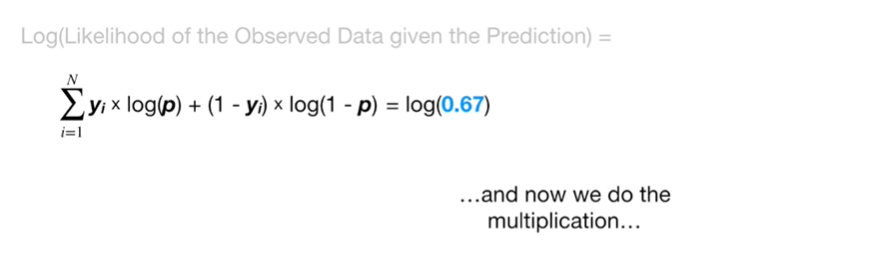 Log(Likelihood of the Observed Data given the Prediction) =
N
∑ yᵢ × log(p) + (1 - yᵢ) × log(1 - p) = log(0.67)
i=1
…and now we do the
multiplication…